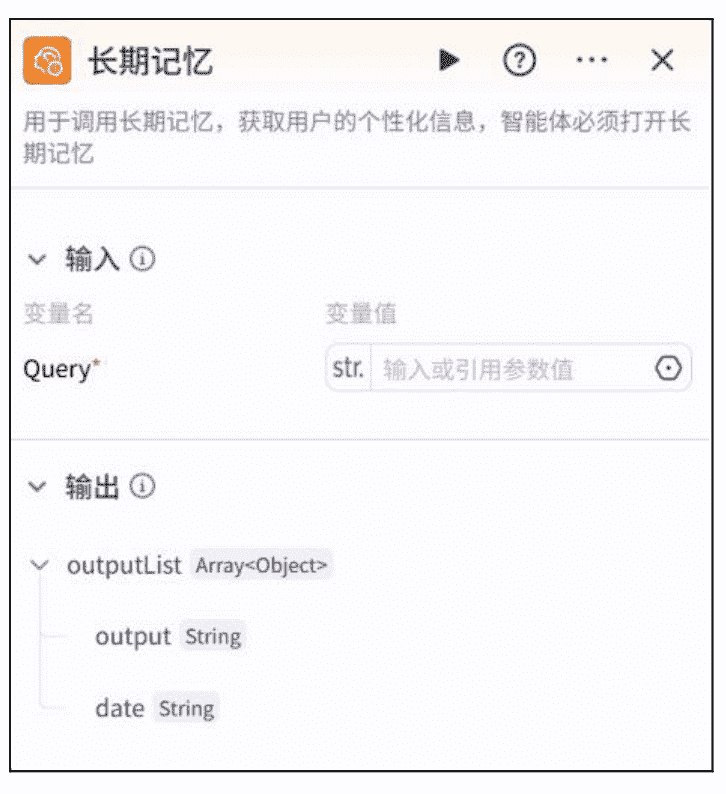 长期记忆
用于调用长期记忆，获取用户的个性化信息，智能体必须打开长
期记忆
输入
变量名 变量值
Query* str. 输入或引用参数值
输出
outputList Array<Object>
output String
date String